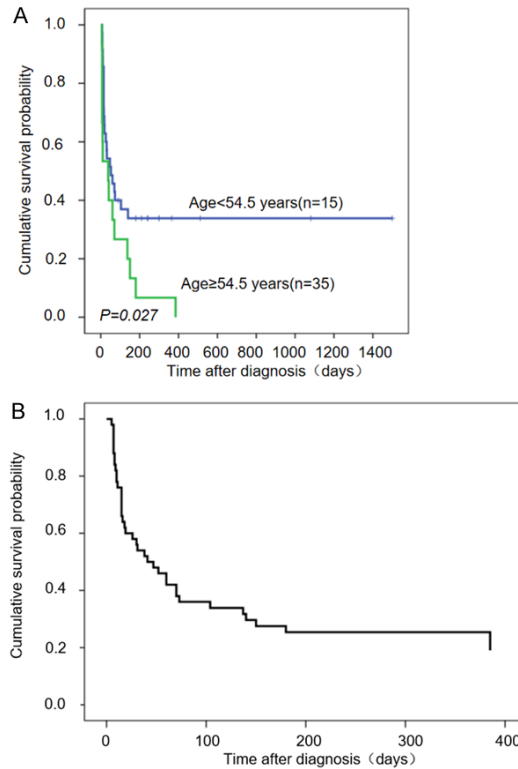 A
Cumulative survival probability
1.0
0.8
0.6
0.4
0.2
0.0
Age<54.5 years(n=15)
Age≥54.5 years(n=35)
P=0.027
0 200 400 600 800 1000 1200 1400
Time after diagnosis（days）
B
Cumulative survival probability
1.0
0.8
0.6
0.4
0.2
0.0
0 100 200 300 400
Time after diagnosis（days）